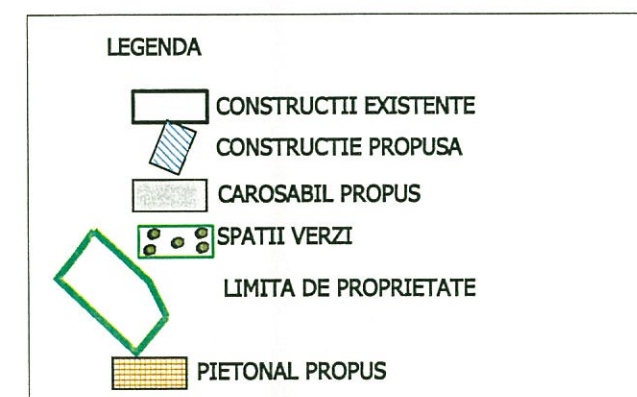 LEGENDA
CONSTRUCTII EXISTENTE
CONSTRUCTIE PROPUSA
CAROSABIL PROPUS
SPATII VERZI
LIMITA DE PROPRIETATE
PIETONAL PROPUS